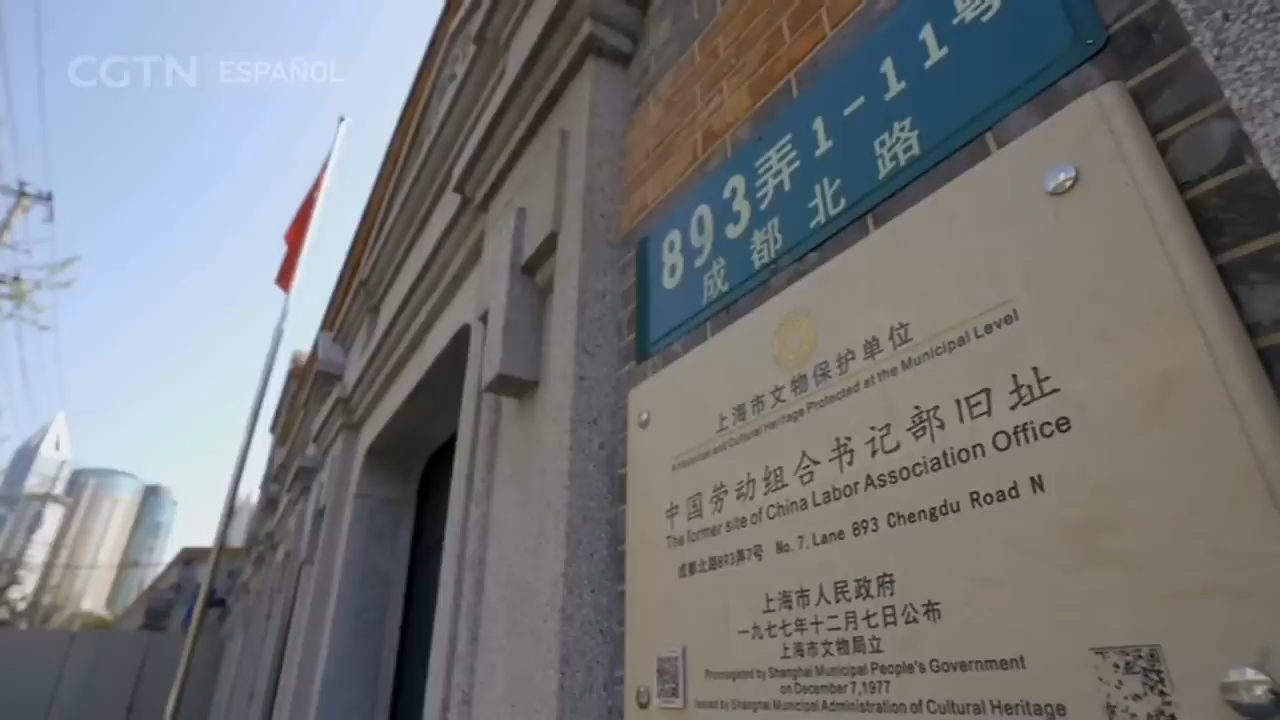 CGTN ESPAÑOL
893弄1-11号
成都北路
上海市文物保护单位
A Historical and Cultural Heritage Protected at the Municipal Level
中国劳动组合书记部旧址
The former site of China Labor Association Office
成都北路893弄7号 No.7, Lane 893 Chengdu Road N
上海市人民政府
一九七七年十二月七日公布
上海市文物局立
Promulgated by Shanghai Municipal People's Government
on December 7,1977
Issued by Shanghai Municipal Administration of Cultural Heritage